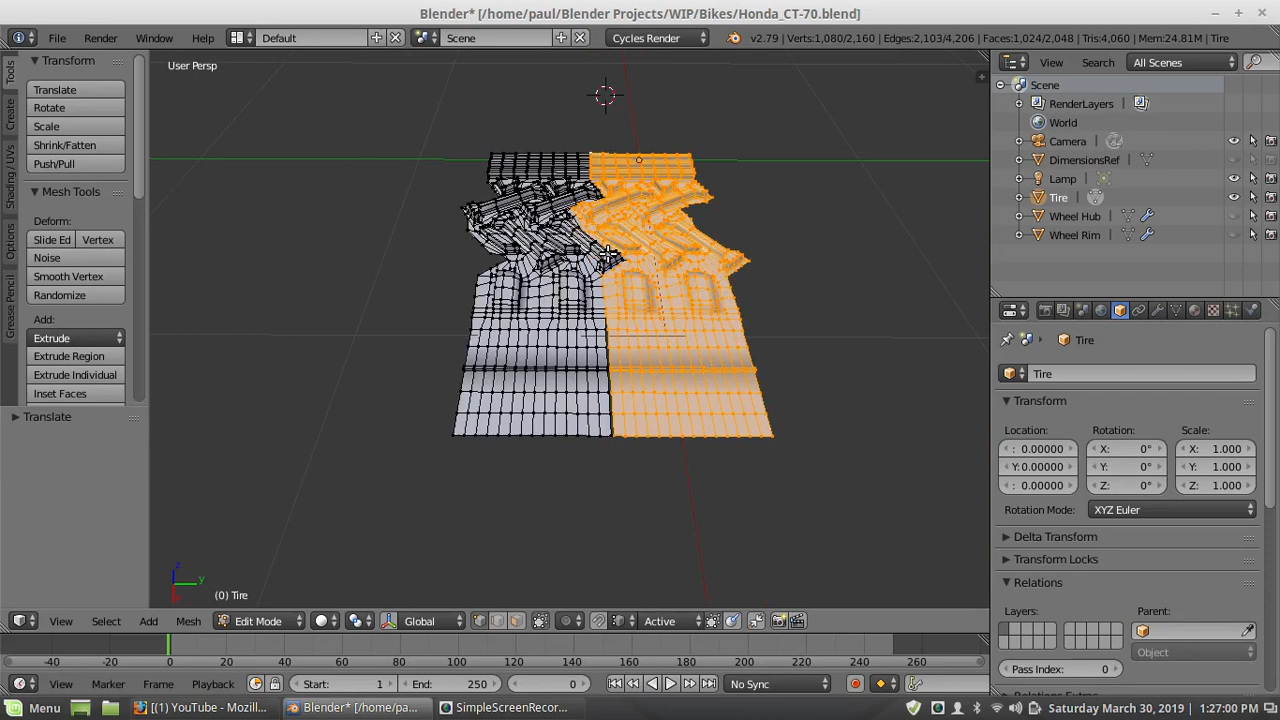 Blender* [/home/paul/Blender Projects/WIP/Bikes/Honda_CT-70.blend]
File Render Window Help Default Scene Cycles Render v2.79 | Verts:1,080/2,160 | Edges:2,103/4,206 | Faces:1,024/2,048 | Tris:4,060 | Mem:24.81M | Tire
Tools
Create
Shading / UVs
Options
Grease Pencil
Transform
Translate
Rotate
Scale
Shrink/Fatten
Push/Pull
Mesh Tools
Deform:
Slide Ed Vertex
Noise
Smooth Vertex
Randomize
Add:
Extrude
Extrude Region
Extrude Individual
Inset Faces
Translate
User Persp
z
y
(0) Tire
View Search All Scenes
Scene
RenderLayers
World
Camera
DimensionsRef
Lamp
Tire
Wheel Hub
Wheel Rim
Tire
Tire
Transform
Location: Rotation: Scale:
: 0.00000 X: 0° X: 1.000
Y: 0.00000 Y: 0° Y: 1.000
: 0.00000 Z: 0° Z: 1.000
Rotation Mode: XYZ Euler
Delta Transform
Transform Locks
Relations
Layers: Parent:
Object
Pass Index: 0
Relations Extras
View Select Add Mesh Edit Mode Global Active
-40 -20 0 20 40 60 80 100 120 140 160 180 200 220 240 260
View Marker Frame Playback Start: 1 End: 250 0 No Sync
Menu [(1) YouTube - Mozill... Blender* [/home/pa... SimpleScreenRecor... Saturday March 30, 2019 1:27:00 PM